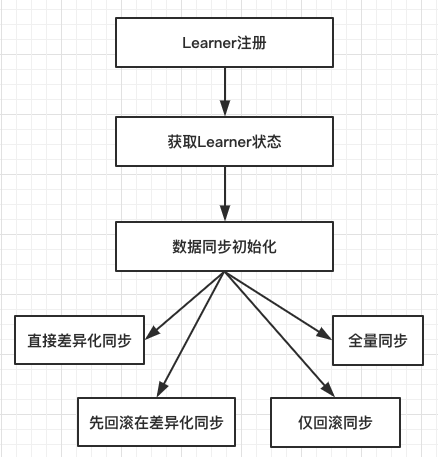 Learner注册
获取Learner状态
数据同步初始化
直接差异化同步
全量同步
先回滚在差异化同步
仅回滚同步